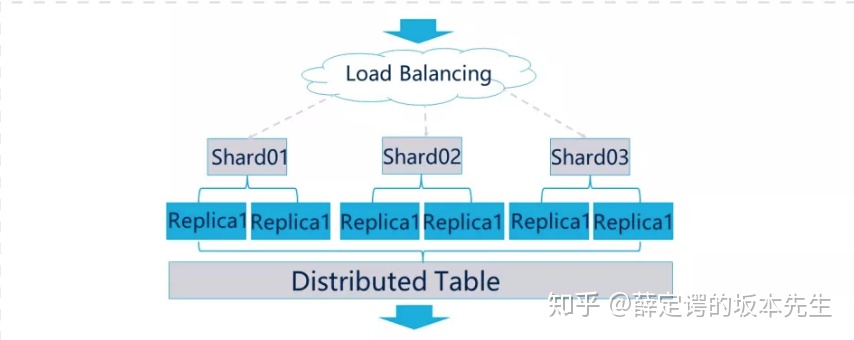 Load Balancing
Shard01 Shard02 Shard03
Replica1 Replica1 Replica1 Replica1 Replica1 Replica1
Distributed Table
知乎 @薛定谔的坂本先生